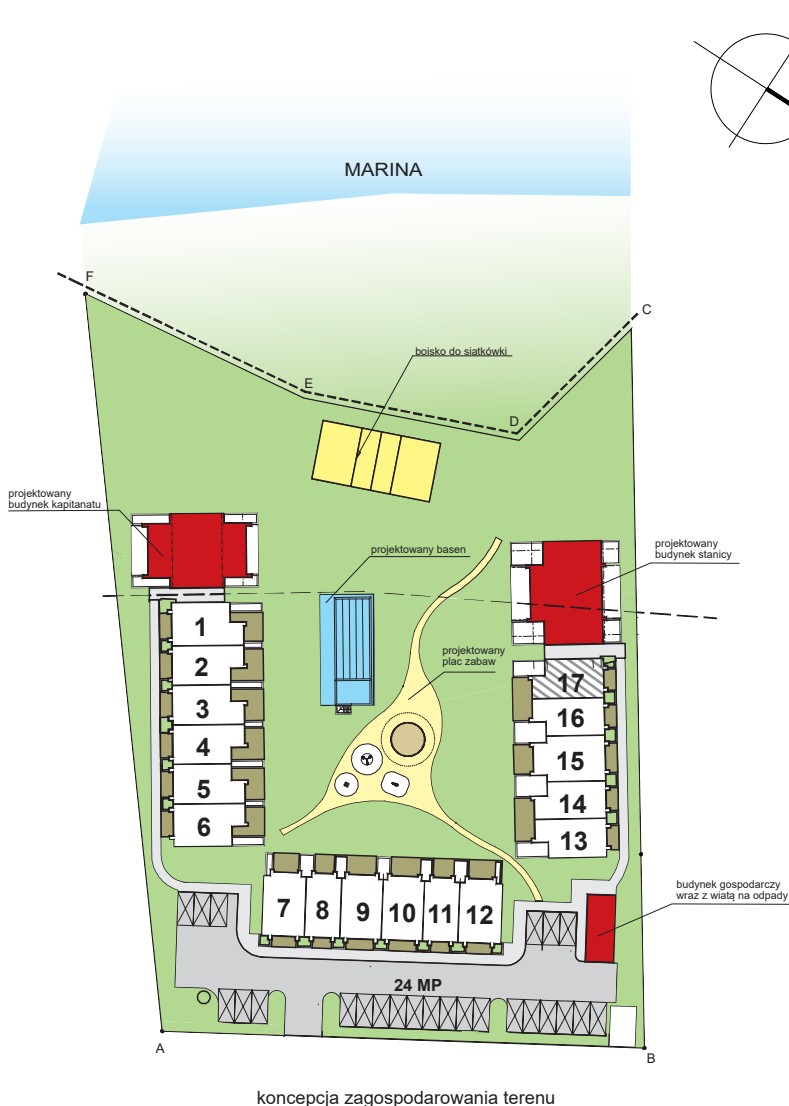 MARINA
F
C
boisko do siatkówki
E
D
projektowany
budynek kapitanatu
projektowany basen
projektowany
budynek stanicy
projektowany
plac zabaw
1
2
3
4
5
6
17
16
15
14
13
7 8 9 10 11 12
budynek gospodarczy
wraz z wiatą na odpady
24 MP
A
B
koncepcja zagospodarowania terenu